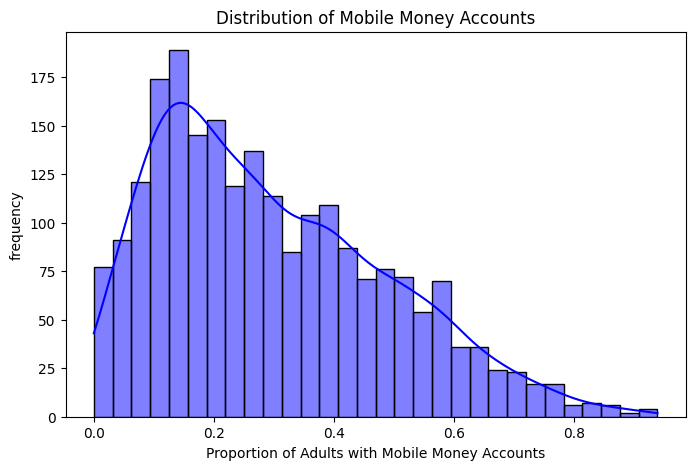 Distribution of Mobile Money Accounts
frequency
175
150
125
100
75
50
25
0
0.0 0.2 0.4 0.6 0.8
Proportion of Adults with Mobile Money Accounts